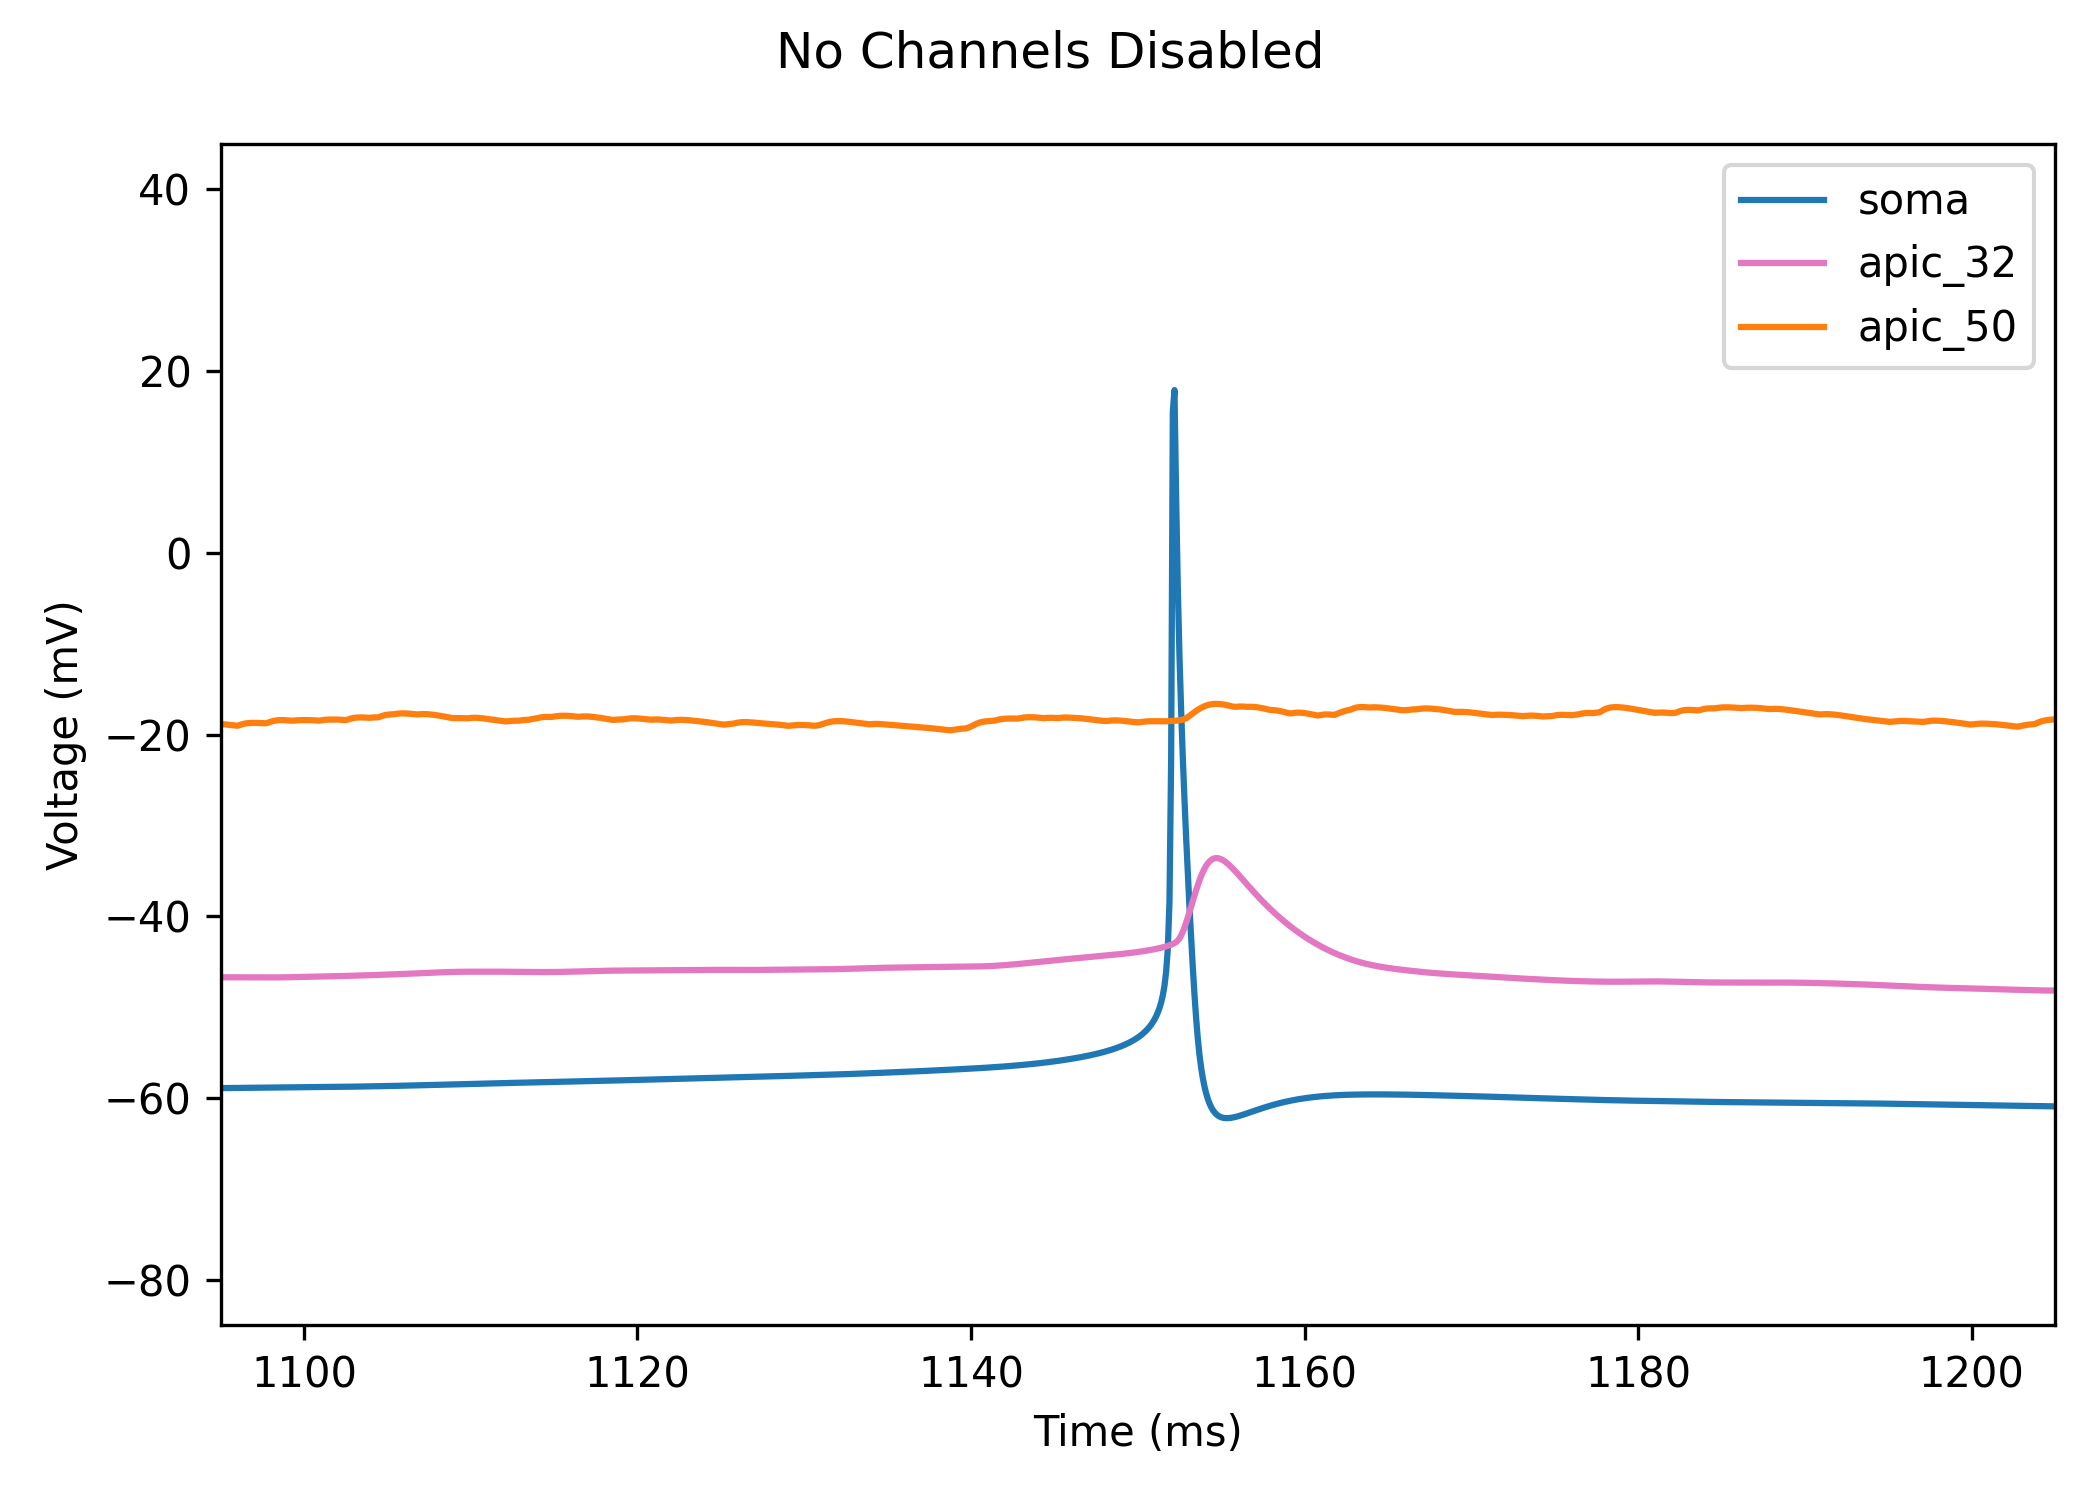 No Channels Disabled
40
20
0
−20
−40
−60
−80
Voltage (mV)
soma
apic_32
apic_50
1100
1120
1140
1160
1180
1200
Time (ms)